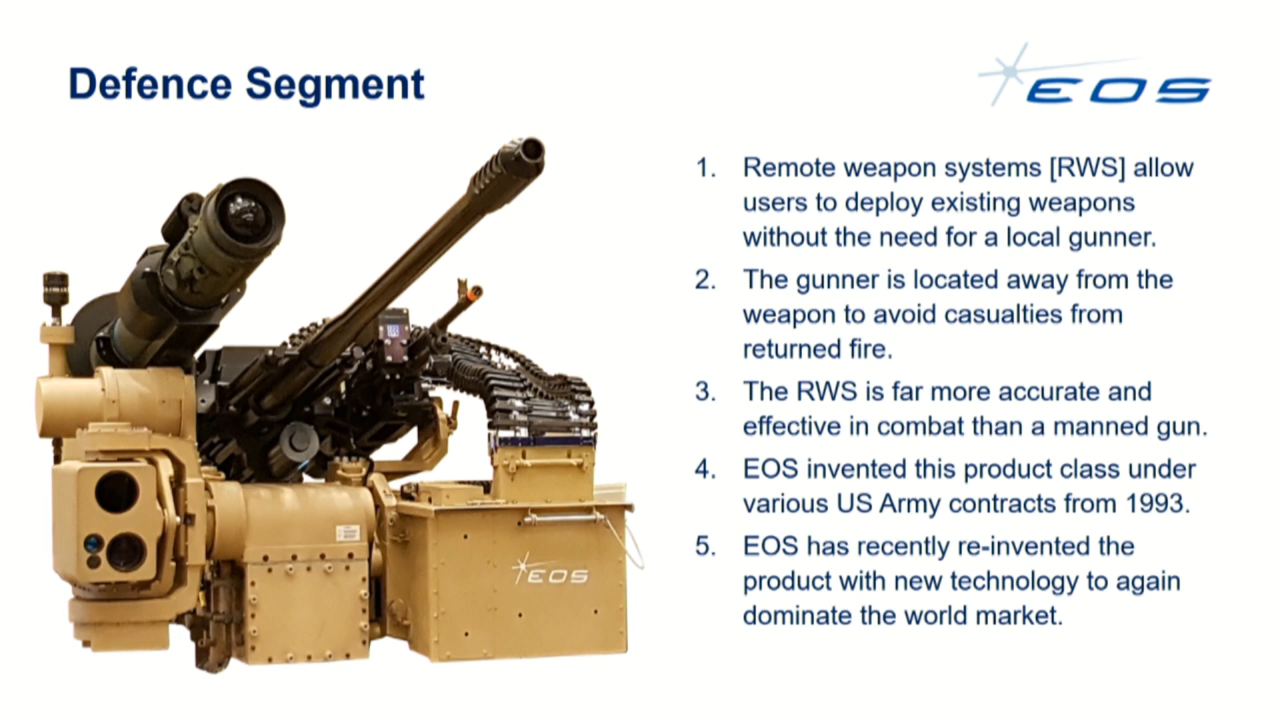 Defence Segment
EOS
1. Remote weapon systems [RWS] allow
users to deploy existing weapons
without the need for a local gunner.
2. The gunner is located away from the
weapon to avoid casualties from
returned fire.
3. The RWS is far more accurate and
effective in combat than a manned gun.
4. EOS invented this product class under
various US Army contracts from 1993.
5. EOS has recently re-invented the
product with new technology to again
dominate the world market.
EOS